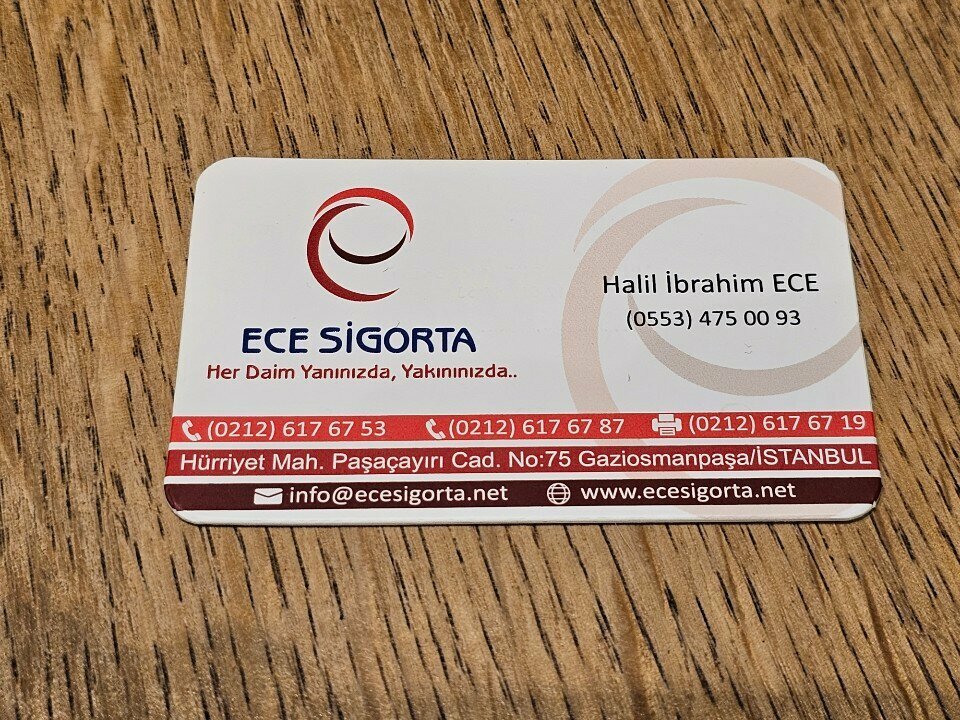 ECE SİGORTA
Her Daim Yanınızda, Yakınınızda..
Halil İbrahim ECE
(0553) 475 00 93
(0212) 617 67 53 (0212) 617 67 87 (0212) 617 67 19
Hürriyet Mah. Paşaçayırı Cad. No:75 Gaziosmanpaşa/İSTANBUL
info@ecesigorta.net www.ecesigorta.net